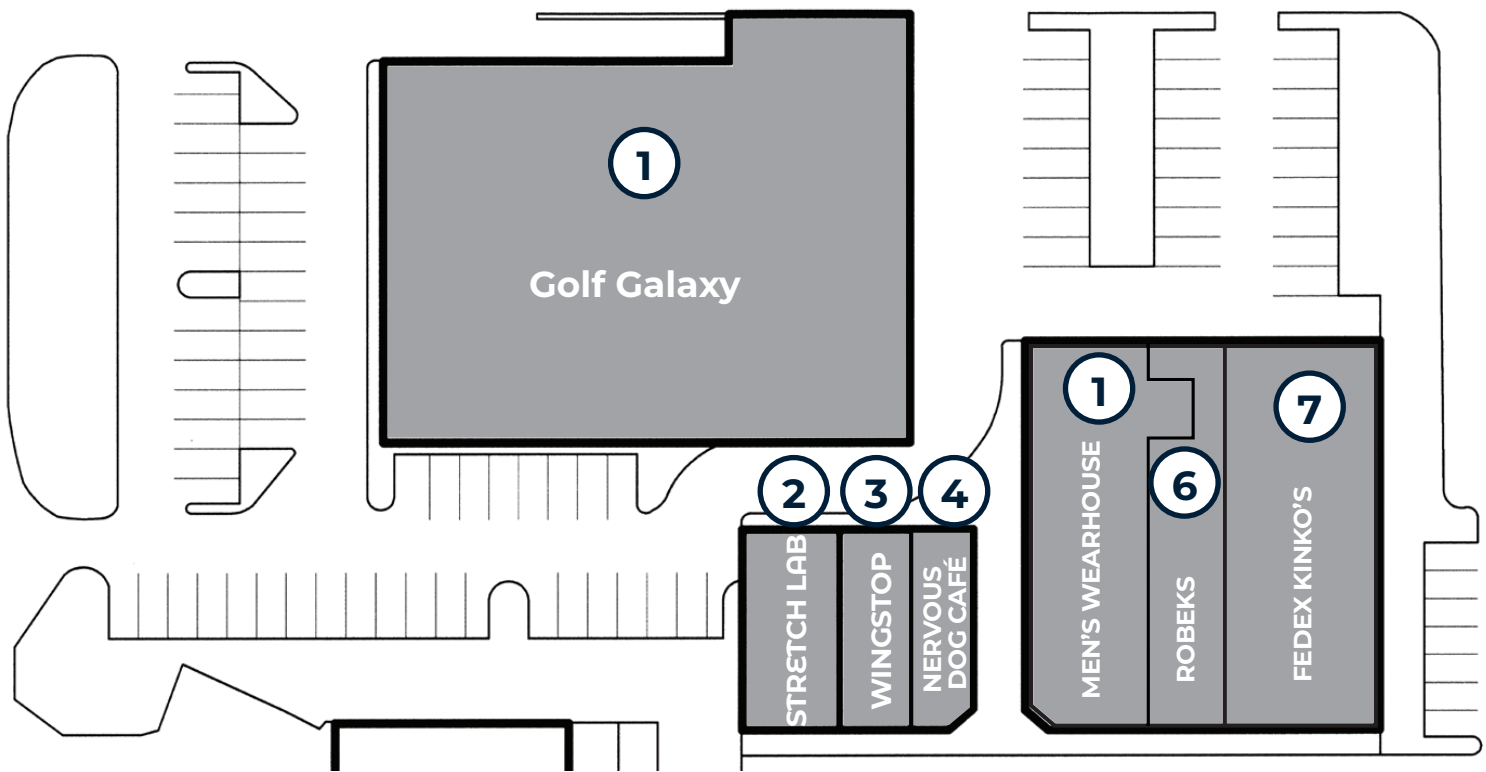 1
Golf Galaxy
2
STRETCH LAB
3
WINGSTOP
4
NERVOUS
DOG CAFÉ
1
MEN'S WEARHOUSE
6
ROBEKS
7
FEDEX KINKO'S